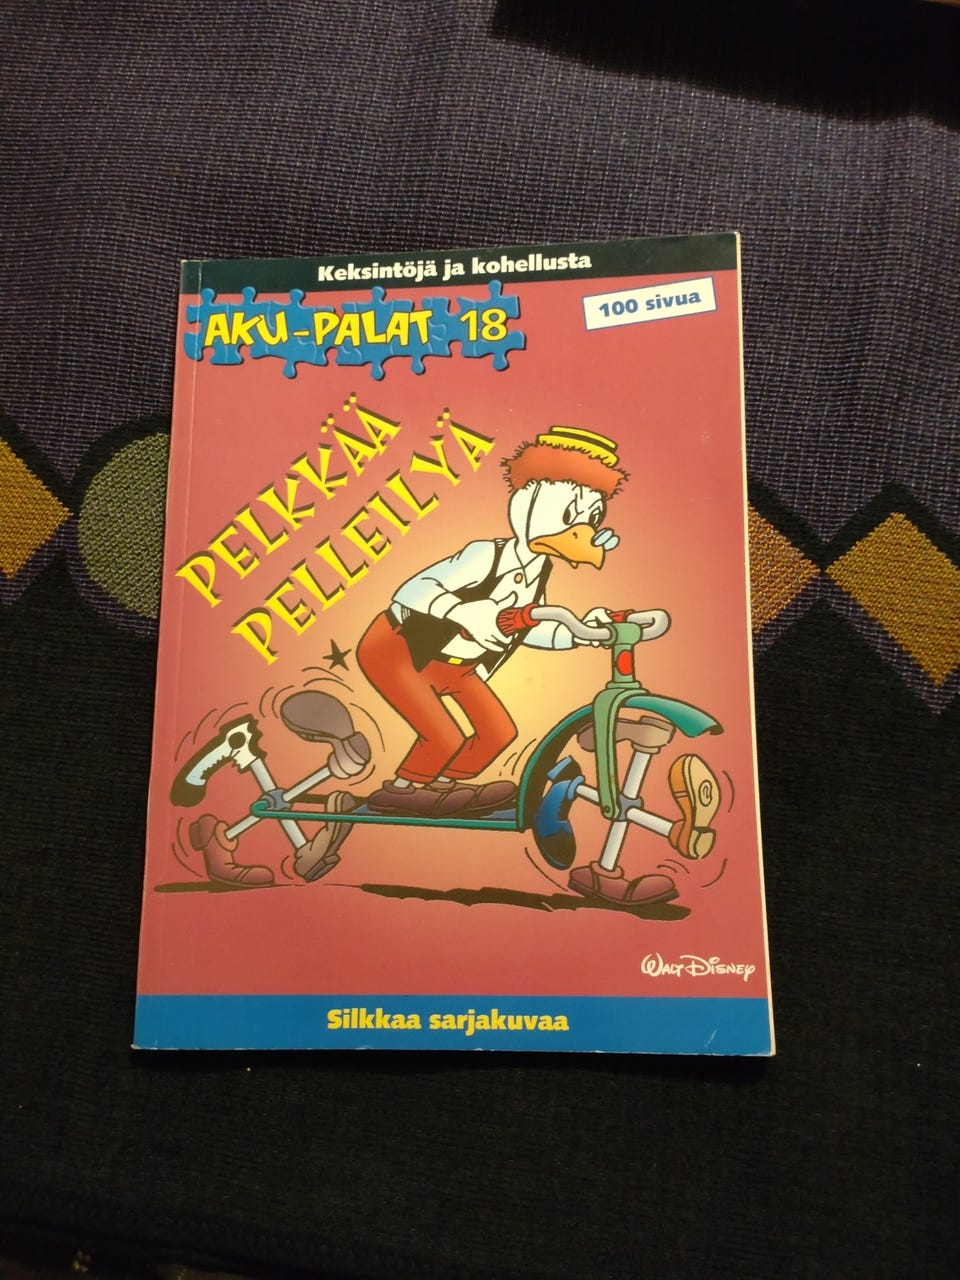 Keksintöjä ja kohellusta
AKU-PALAT 18
100 sivua
PELKKÄÄ
PELLEILYÄ
WALT DISNEY
Silkkaa sarjakuvaa